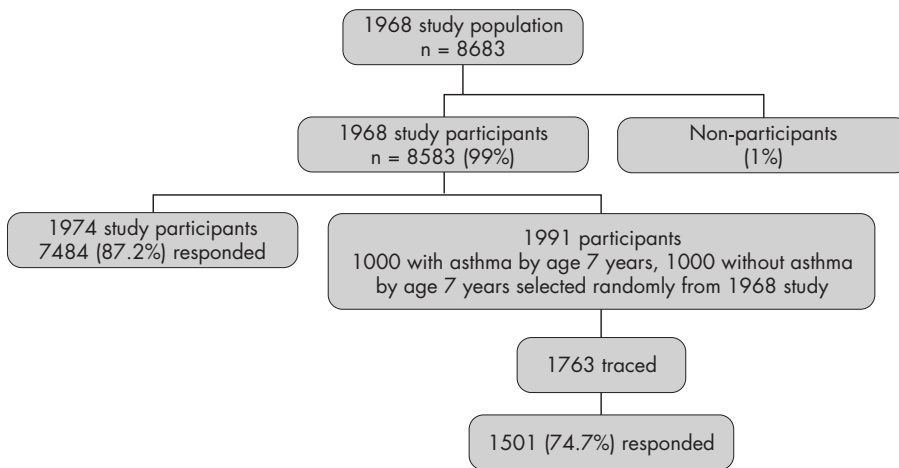 1968 study population
n = 8683
1968 study participants
n = 8583 (99%)
Non-participants
(1%)
1974 study participants
7484 (87.2%) responded
1991 participants
1000 with asthma by age 7 years, 1000 without asthma
by age 7 years selected randomly from 1968 study
1763 traced
1501 (74.7%) responded